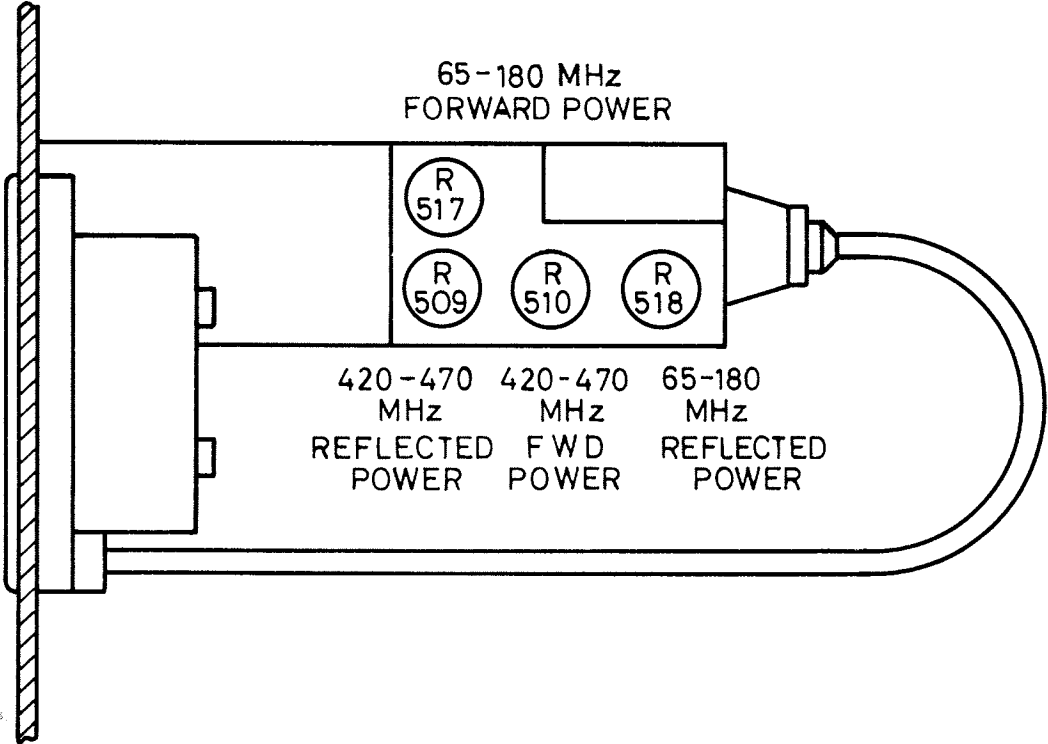 65-180 MHz
FORWARD POWER
R
517
R
509
R
510
R
518
420-470
MHz
REFLECTED
POWER
420-470
MHz
FWD
POWER
65-180
MHz
REFLECTED
POWER